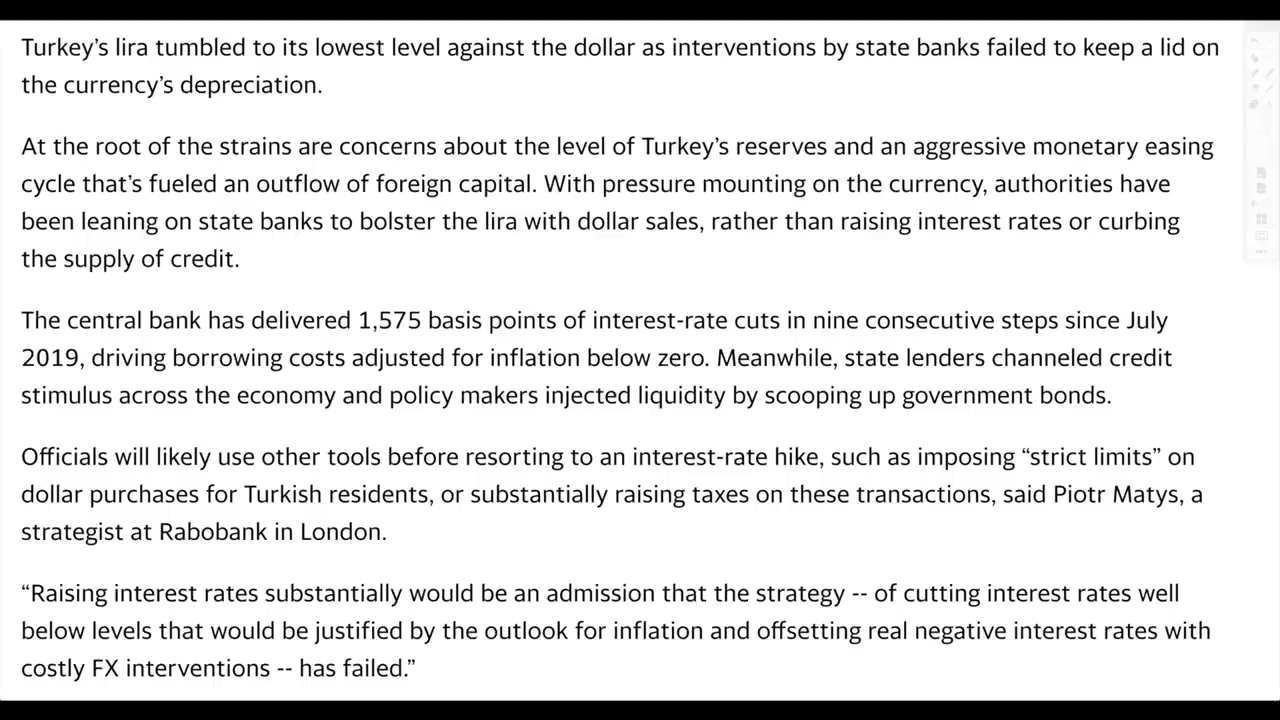 Turkey’s lira tumbled to its lowest level against the dollar as interventions by state banks failed to keep a lid on
the currency’s depreciation.
At the root of the strains are concerns about the level of Turkey’s reserves and an aggressive monetary easing
cycle that’s fueled an outflow of foreign capital. With pressure mounting on the currency, authorities have
been leaning on state banks to bolster the lira with dollar sales, rather than raising interest rates or curbing
the supply of credit.
The central bank has delivered 1,575 basis points of interest-rate cuts in nine consecutive steps since July
2019, driving borrowing costs adjusted for inflation below zero. Meanwhile, state lenders channeled credit
stimulus across the economy and policy makers injected liquidity by scooping up government bonds.
Officials will likely use other tools before resorting to an interest-rate hike, such as imposing “strict limits” on
dollar purchases for Turkish residents, or substantially raising taxes on these transactions, said Piotr Matys, a
strategist at Rabobank in London.
“Raising interest rates substantially would be an admission that the strategy -- of cutting interest rates well
below levels that would be justified by the outlook for inflation and offsetting real negative interest rates with
costly FX interventions -- has failed.”